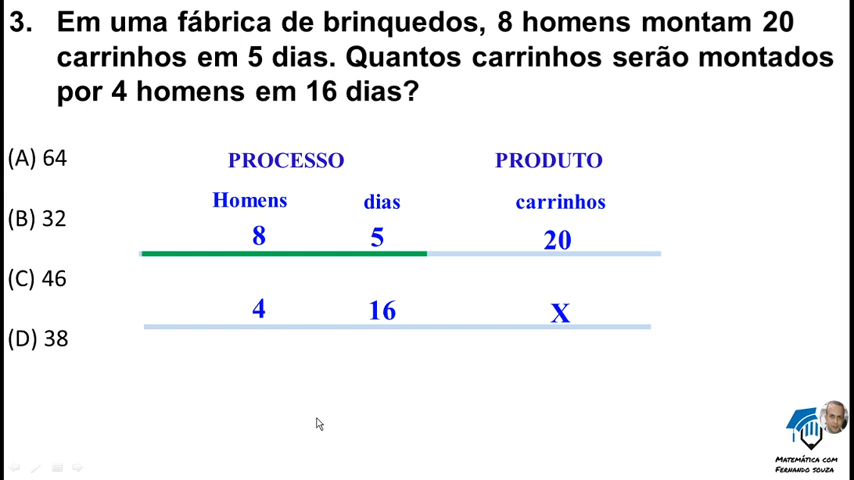 3. Em uma fábrica de brinquedos, 8 homens montam 20
carrinhos em 5 dias. Quantos carrinhos serão montados
por 4 homens em 16 dias?
(A) 64
(B) 32
(C) 46
(D) 38
PROCESSO PRODUTO
Homens dias carrinhos
8 5 20
4 16 X
Matemática com
Fernando Souza